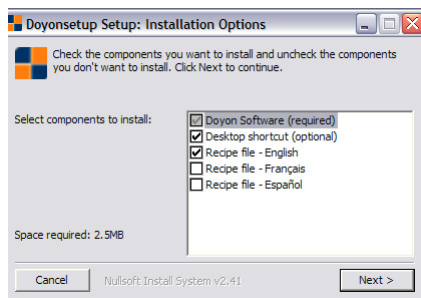 Doyonsetup Setup: Installation Options
Check the components you want to install and uncheck the components
you don't want to install. Click Next to continue.
Select components to install:
Doyon Software (required)
Desktop shortcut (optional)
Recipe file - English
Recipe file - Français
Recipe file - Español
Space required: 2.5MB
Cancel
Nullsoft Install System v2.41
Next >